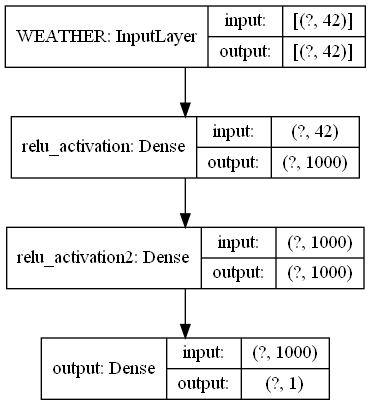 WEATHER: InputLayer
input: [(?, 42)]
output: [(?, 42)]
relu_activation: Dense
input: (?, 42)
output: (?, 1000)
relu_activation2: Dense
input: (?, 1000)
output: (?, 1000)
output: Dense
input: (?, 1000)
output: (?, 1)